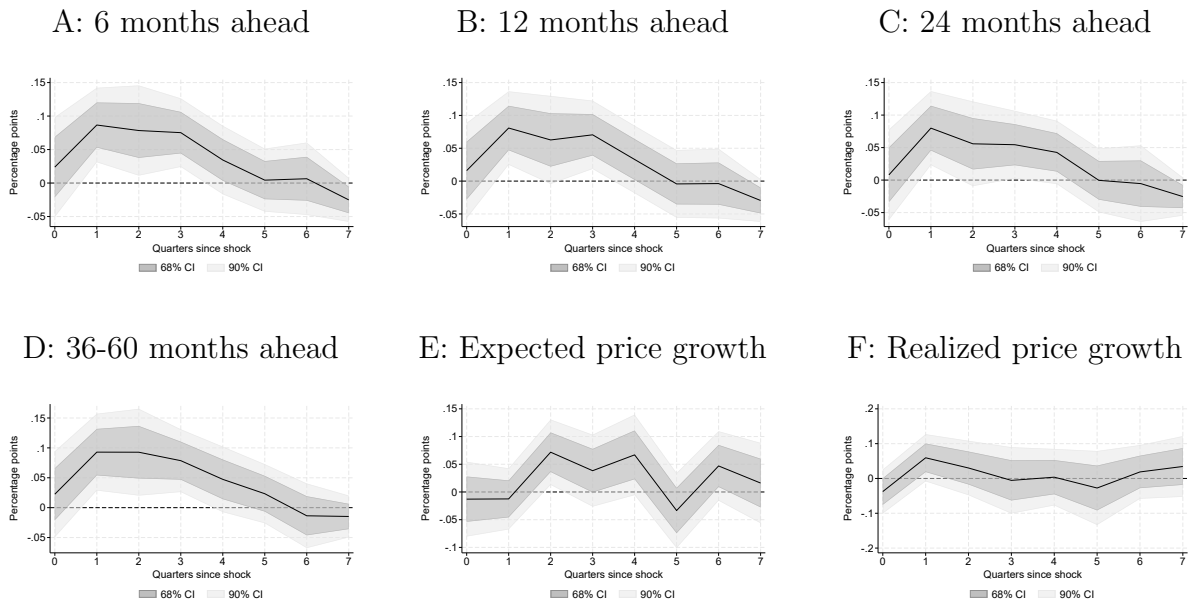 A: 6 months ahead
B: 12 months ahead
C: 24 months ahead
Percentage points
.15
.1
.05
0
-.05
0 1 2 3 4 5 6 7
Quarters since shock
68% CI 90% CI
Percentage points
.15
.1
.05
0
-.05
0 1 2 3 4 5 6 7
Quarters since shock
68% CI 90% CI
Percentage points
.15
.1
.05
0
-.05
0 1 2 3 4 5 6 7
Quarters since shock
68% CI 90% CI
D: 36-60 months ahead
E: Expected price growth
F: Realized price growth
Percentage points
.15
.1
.05
0
-.05
0 1 2 3 4 5 6 7
Quarters since shock
68% CI 90% CI
Percentage points
.15
.1
.05
0
-.05
-.1
0 1 2 3 4 5 6 7
Quarters since shock
68% CI 90% CI
Percentage points
.2
.1
0
-.1
-.2
0 1 2 3 4 5 6 7
Quarters since shock
68% CI 90% CI